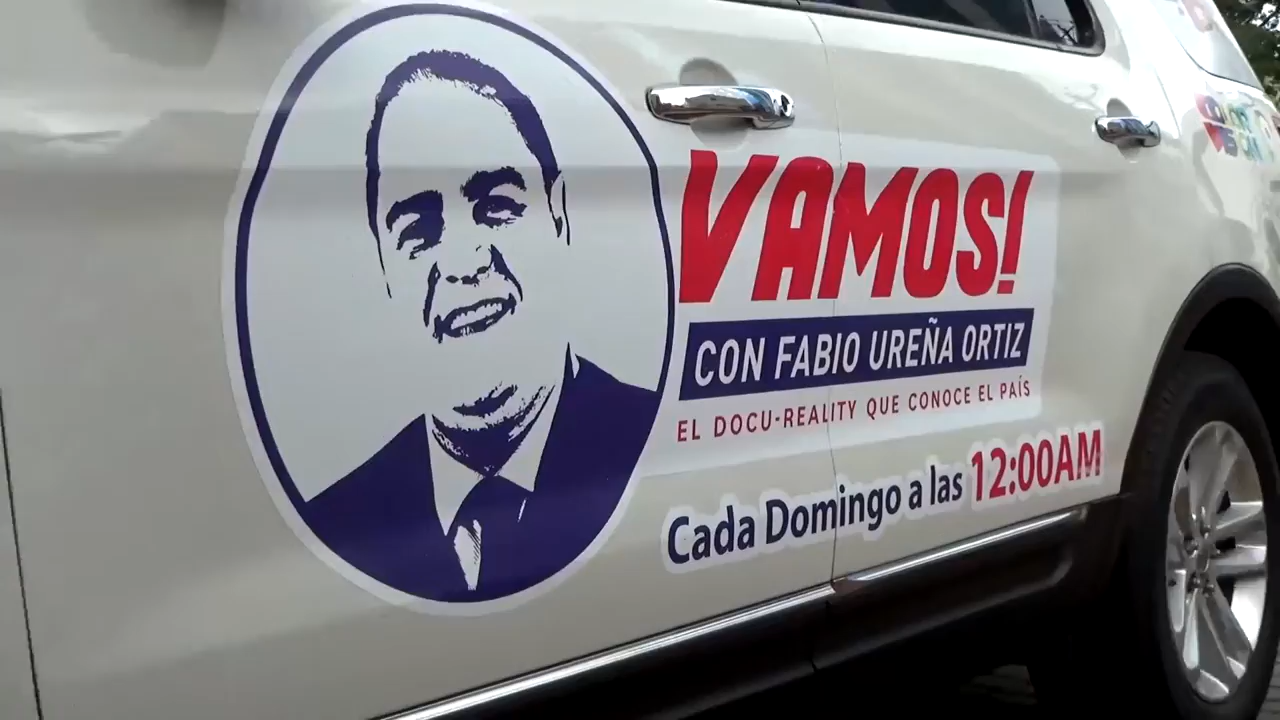 VAMOS!
CON FABIO UREÑA ORTIZ
EL DOCU-REALITY QUE CONOCE EL PAÍS
Cada Domingo a las 12:00AM